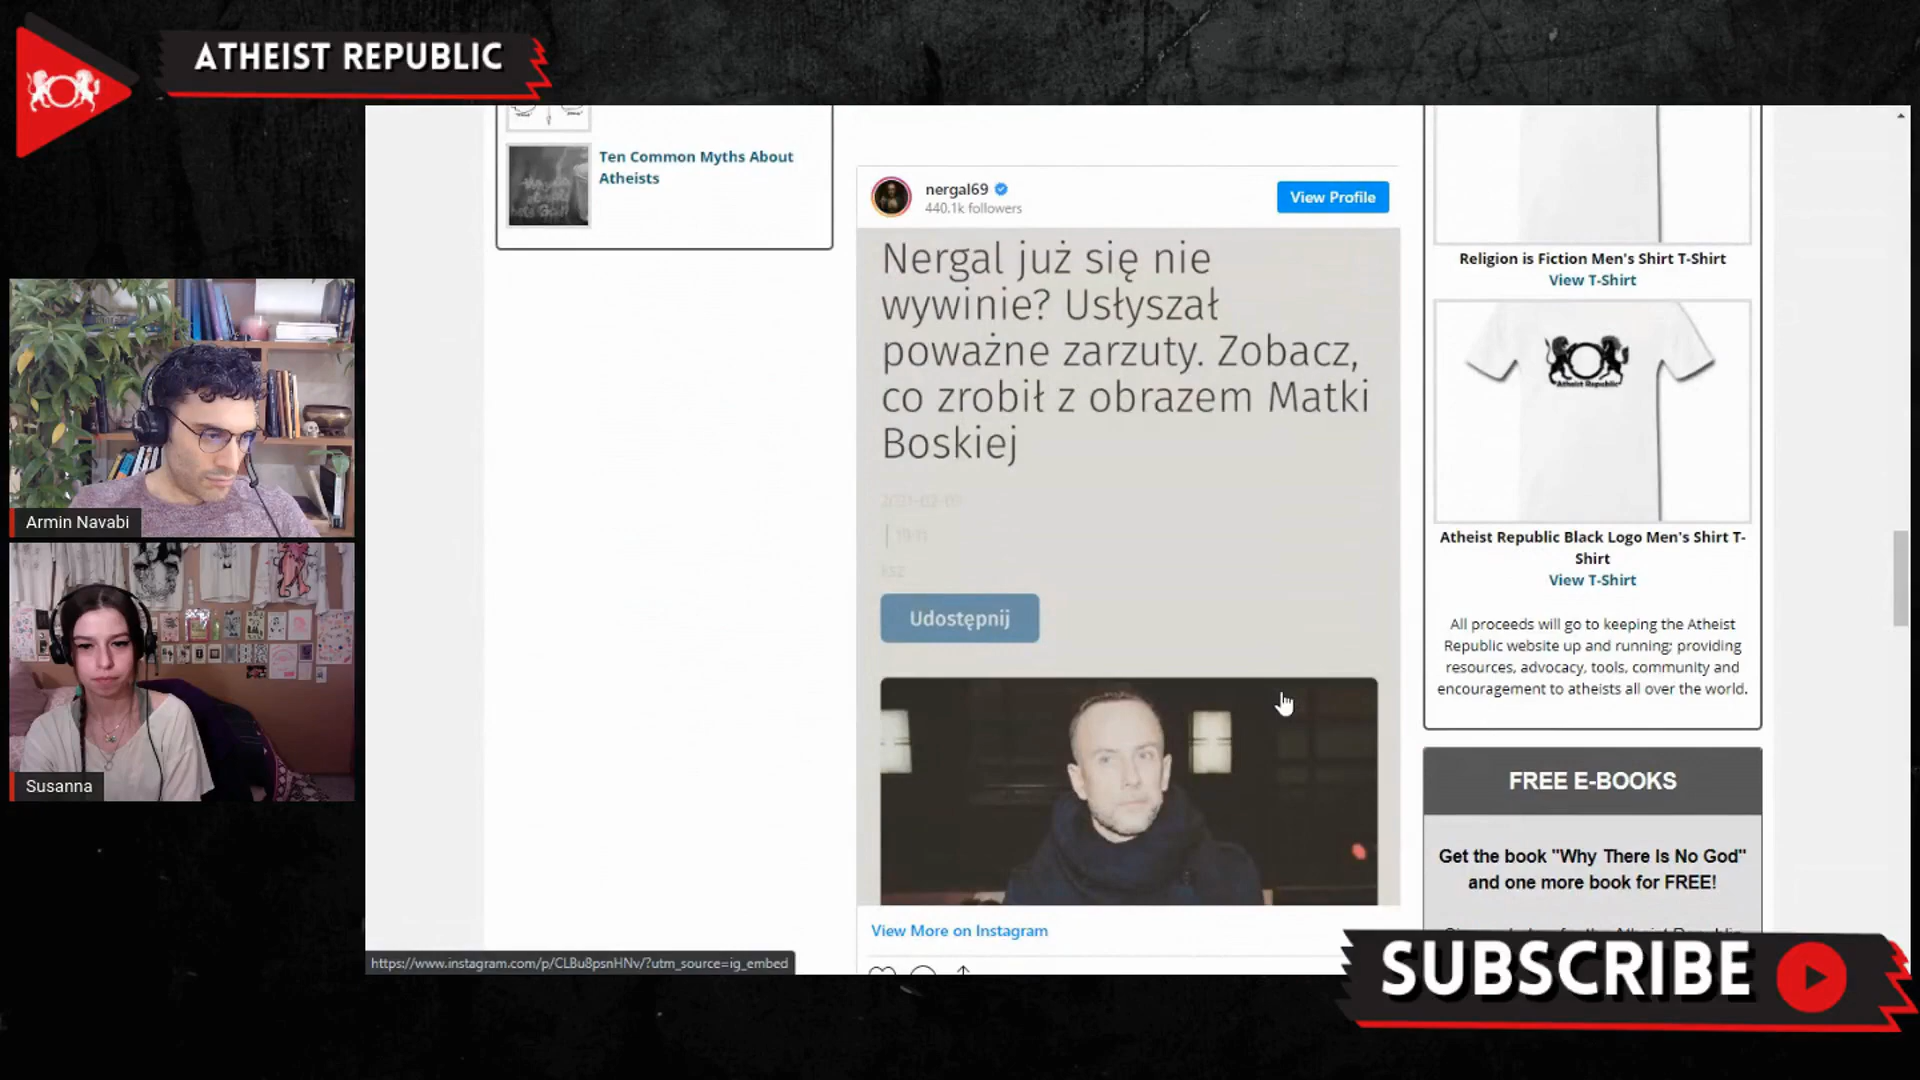 ATHEIST REPUBLIC
Ten Common Myths About
Atheists
nergal69
440.1k followers
View Profile
Nergal już się nie
wywinie? Usłyszał
poważne zarzuty. Zobacz,
co zrobił z obrazem Matki
Boskiej
ksz
Udostępnij
View More on Instagram
https://www.instagram.com/p/CLBu8psnHNv/?utm_source=ig_embed
Religion is Fiction Men's Shirt T-Shirt
View T-Shirt
Atheist Republic
Atheist Republic Black Logo Men's Shirt T-
Shirt
View T-Shirt
All proceeds will go to keeping the Atheist
Republic website up and running; providing
resources, advocacy, tools, community and
encouragement to atheists all over the world.
FREE E-BOOKS
Get the book "Why There Is No God"
and one more book for FREE!
Armin Navabi
Susanna
SUBSCRIBE